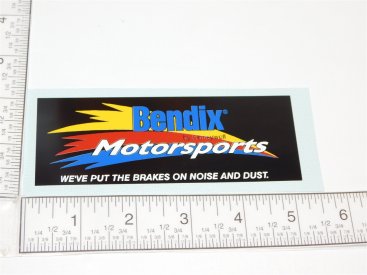 Bendix®
Motorsports
WE'VE PUT THE BRAKES ON NOISE AND DUST.
1 2 3 4 5 6